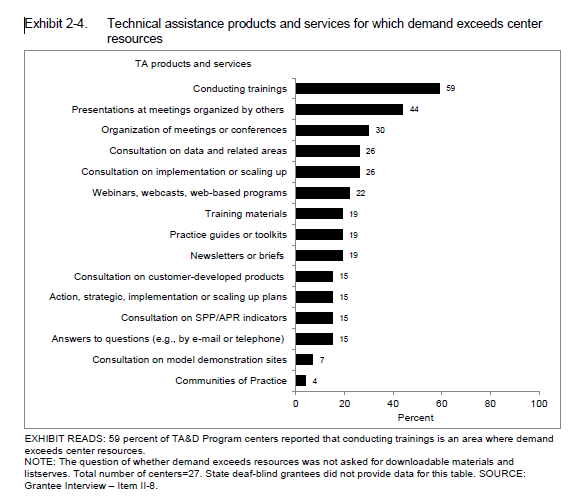 Exhibit 2-4. Technical assistance products and services for which demand exceeds center
resources
TA products and services
Conducting trainings 59
Presentations at meetings organized by others 44
Organization of meetings or conferences 30
Consultation on data and related areas 26
Consultation on implementation or scaling up 26
Webinars, webcasts, web-based programs 22
Training materials 19
Practice guides or toolkits 19
Newsletters or briefs 19
Consultation on customer-developed products 15
Action, strategic, implementation or scaling up plans 15
Consultation on SPP/APR indicators 15
Answers to questions (e.g., by e-mail or telephone) 15
Consultation on model demonstration sites 7
Communities of Practice 4
0 20 40 60 80 100
Percent
EXHIBIT READS: 59 percent of TA&D Program centers reported that conducting trainings is an area where demand
exceeds center resources.
NOTE: The question of whether demand exceeds resources was not asked for downloadable materials and
listserves. Total number of centers=27. State deaf-blind grantees did not provide data for this table. SOURCE:
Grantee Interview – Item II-8.